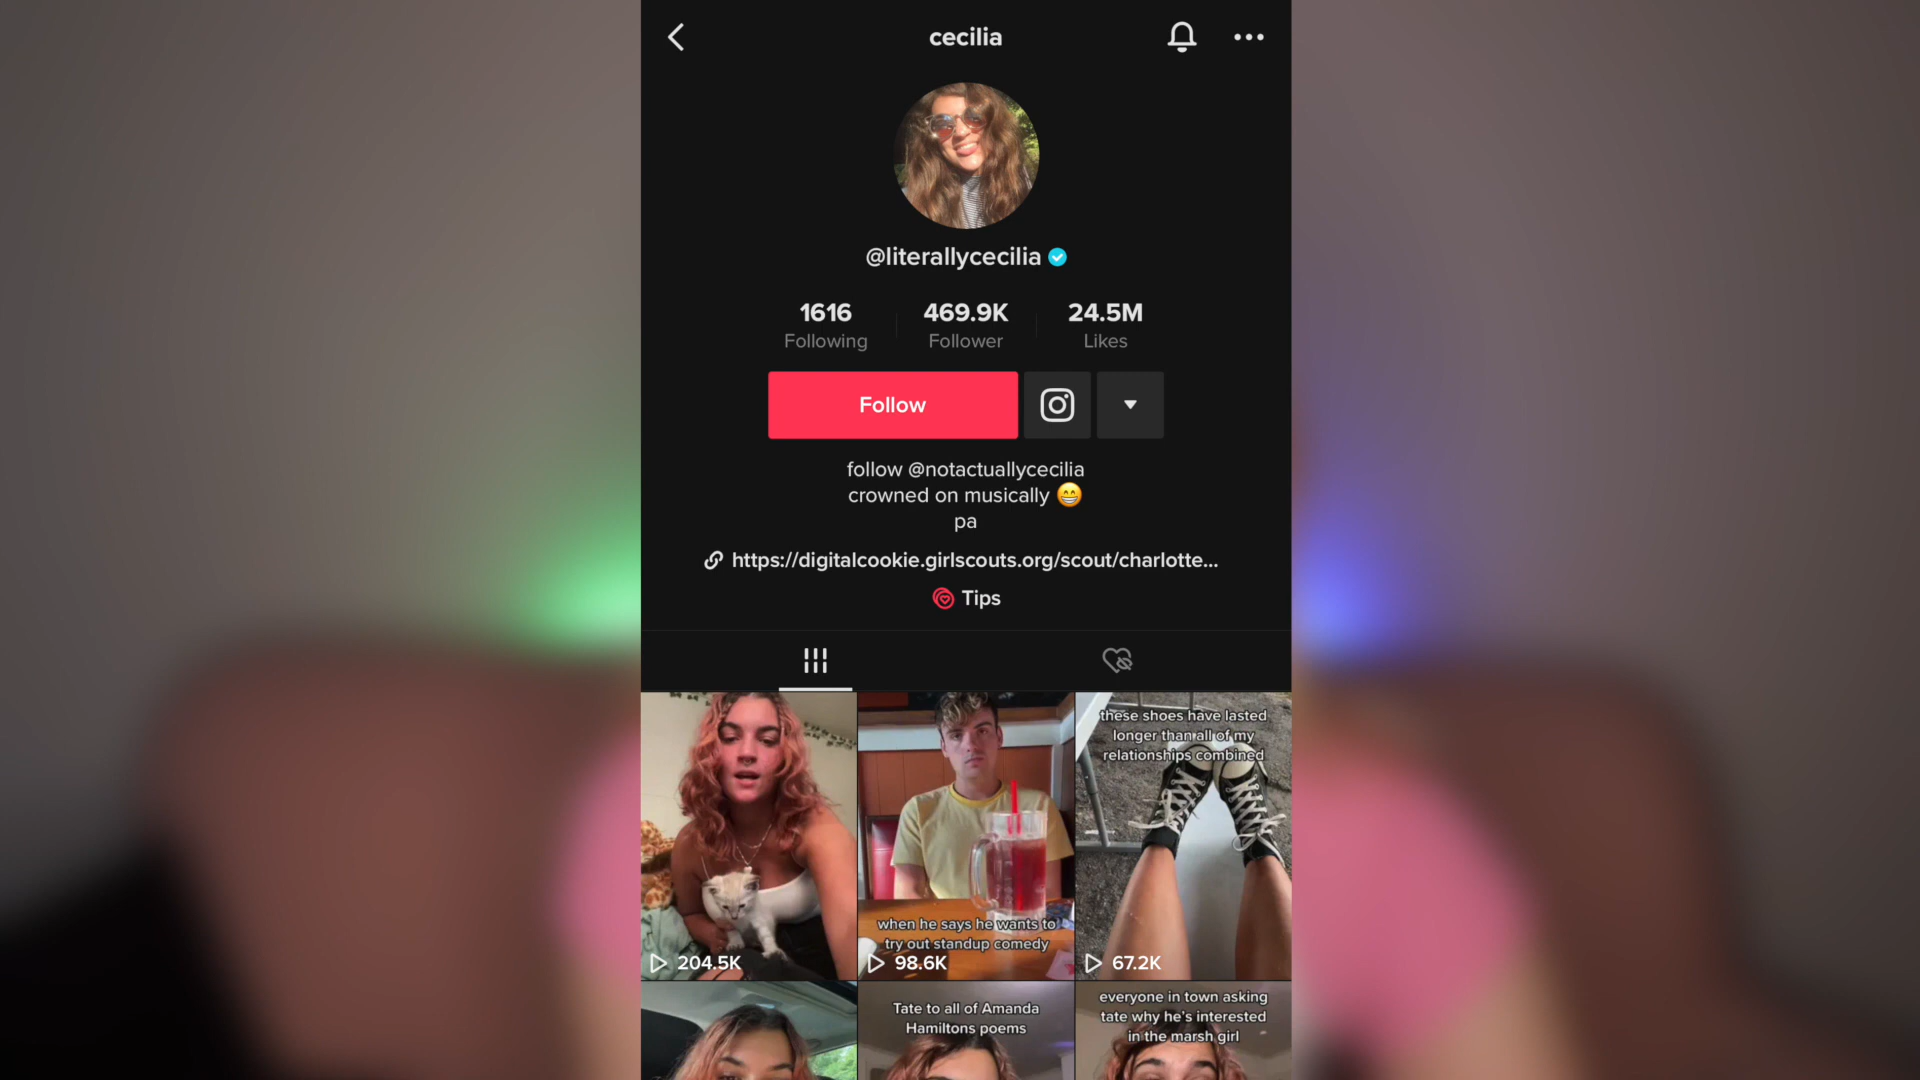 cecilia
@literallycecilia
1616
Following
469.9K
Follower
24.5M
Likes
Follow
follow @notactuallycecilia
crowned on musically 😁
pa
https://digitalcookie.girlscouts.org/scout/charlotte...
Tips
204.5K
when he says he wants to
try out standup comedy
98.6K
these shoes have lasted
longer than all of my
relationships combined
67.2K
Tate to all of Amanda
Hamiltons poems
everyone in town asking
tate why he's interested
in the marsh girl